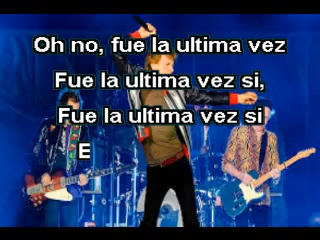 Oh no, fue la ultima vez
Fue la ultima vez si,
Fue la ultima vez si
E